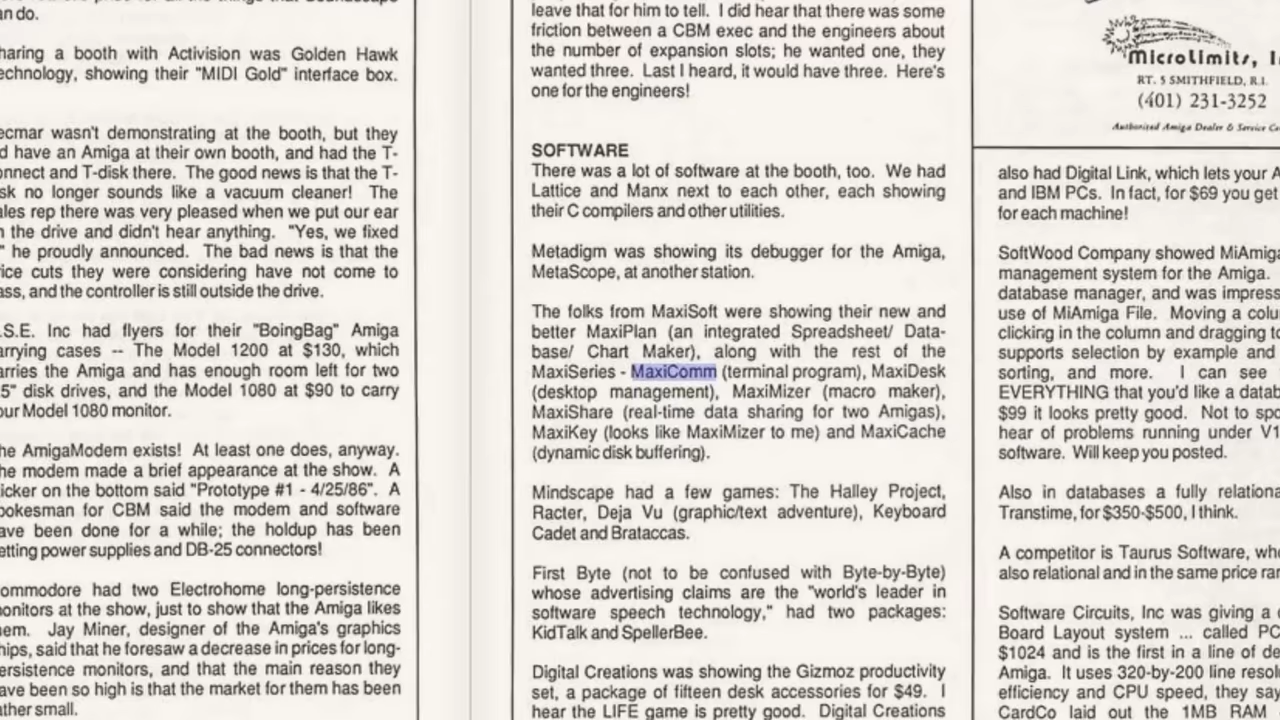 an do.
haring a booth with Activision was Golden Hawk
echnology, showing their "MIDI Gold" interface box.
ecmar wasn't demonstrating at the booth, but they
d have an Amiga at their own booth, and had the T-
onnect and T-disk there. The good news is that the T-
sk no longer sounds like a vacuum cleaner! The
ales rep there was very pleased when we put our ear
n the drive and didn't hear anything. "Yes, we fixed
" he proudly announced. The bad news is that the
rice cuts they were considering have not come to
ass, and the controller is still outside the drive.
.S.E. Inc had flyers for their "BoingBag" Amiga
arrying cases -- The Model 1200 at $130, which
arries the Amiga and has enough room left for two
5" disk drives, and the Model 1080 at $90 to carry
our Model 1080 monitor.
he AmigaModem exists! At least one does, anyway.
he modem made a brief appearance at the show. A
icker on the bottom said "Prototype #1 - 4/25/86". A
pokesman for CBM said the modem and software
ave been done for a while; the holdup has been
etting power supplies and DB-25 connectors!
ommodore had two Electrohome long-persistence
onitors at the show, just to show that the Amiga likes
em. Jay Miner, designer of the Amiga's graphics
hips, said that he foresaw a decrease in prices for long-
ersistence monitors, and that the main reason they
ave been so high is that the market for them has been
ather small.
leave that for him to tell. I did hear that there was some
friction between a CBM exec and the engineers about
the number of expansion slots; he wanted one, they
wanted three. Last I heard, it would have three. Here's
one for the engineers!
SOFTWARE
There was a lot of software at the booth, too. We had
Lattice and Manx next to each other, each showing
their C compilers and other utilities.
Metadigm was showing its debugger for the Amiga,
MetaScope, at another station.
The folks from MaxiSoft were showing their new and
better MaxiPlan (an integrated Spreadsheet/ Data-
base/ Chart Maker), along with the rest of the
MaxiSeries - MaxiComm (terminal program), MaxiDesk
(desktop management), MaxiMizer (macro maker),
MaxiShare (real-time data sharing for two Amigas),
MaxiKey (looks like MaxiMizer to me) and MaxiCache
(dynamic disk buffering).
Mindscape had a few games: The Halley Project,
Racter, Deja Vu (graphic/text adventure), Keyboard
Cadet and Brataccas.
First Byte (not to be confused with Byte-by-Byte)
whose advertising claims are the "world's leader in
software speech technology," had two packages:
KidTalk and SpellerBee.
Digital Creations was showing the Gizmoz productivity
set, a package of fifteen desk accessories for $49. I
hear the LIFE game is pretty good. Digital Creations
MicroLimits, I
RT. 5 SMITHFIELD, R.I.
(401) 231-3252
Authorized Amiga Dealer & Service Ce
also had Digital Link, which lets your A
and IBM PCs. In fact, for $69 you get
for each machine!
SoftWood Company showed MiAmiga
management system for the Amiga.
database manager, and was impress
use of MiAmiga File. Moving a colu
clicking in the column and dragging to
supports selection by example and
sorting, and more. I can see
EVERYTHING that you'd like a datab
$99 it looks pretty good. Not to spo
hear of problems running under V1
software. Will keep you posted.
Also in databases a fully relationa
Transtime, for $350-$500, I think.
A competitor is Taurus Software, who
also relational and in the same price ran
Software Circuits, Inc was giving a d
Board Layout system ... called PC
$1024 and is the first in a line of de
Amiga. It uses 320-by-200 line resol
efficiency and CPU speed, they say
CardCo laid out the 1MB RAM